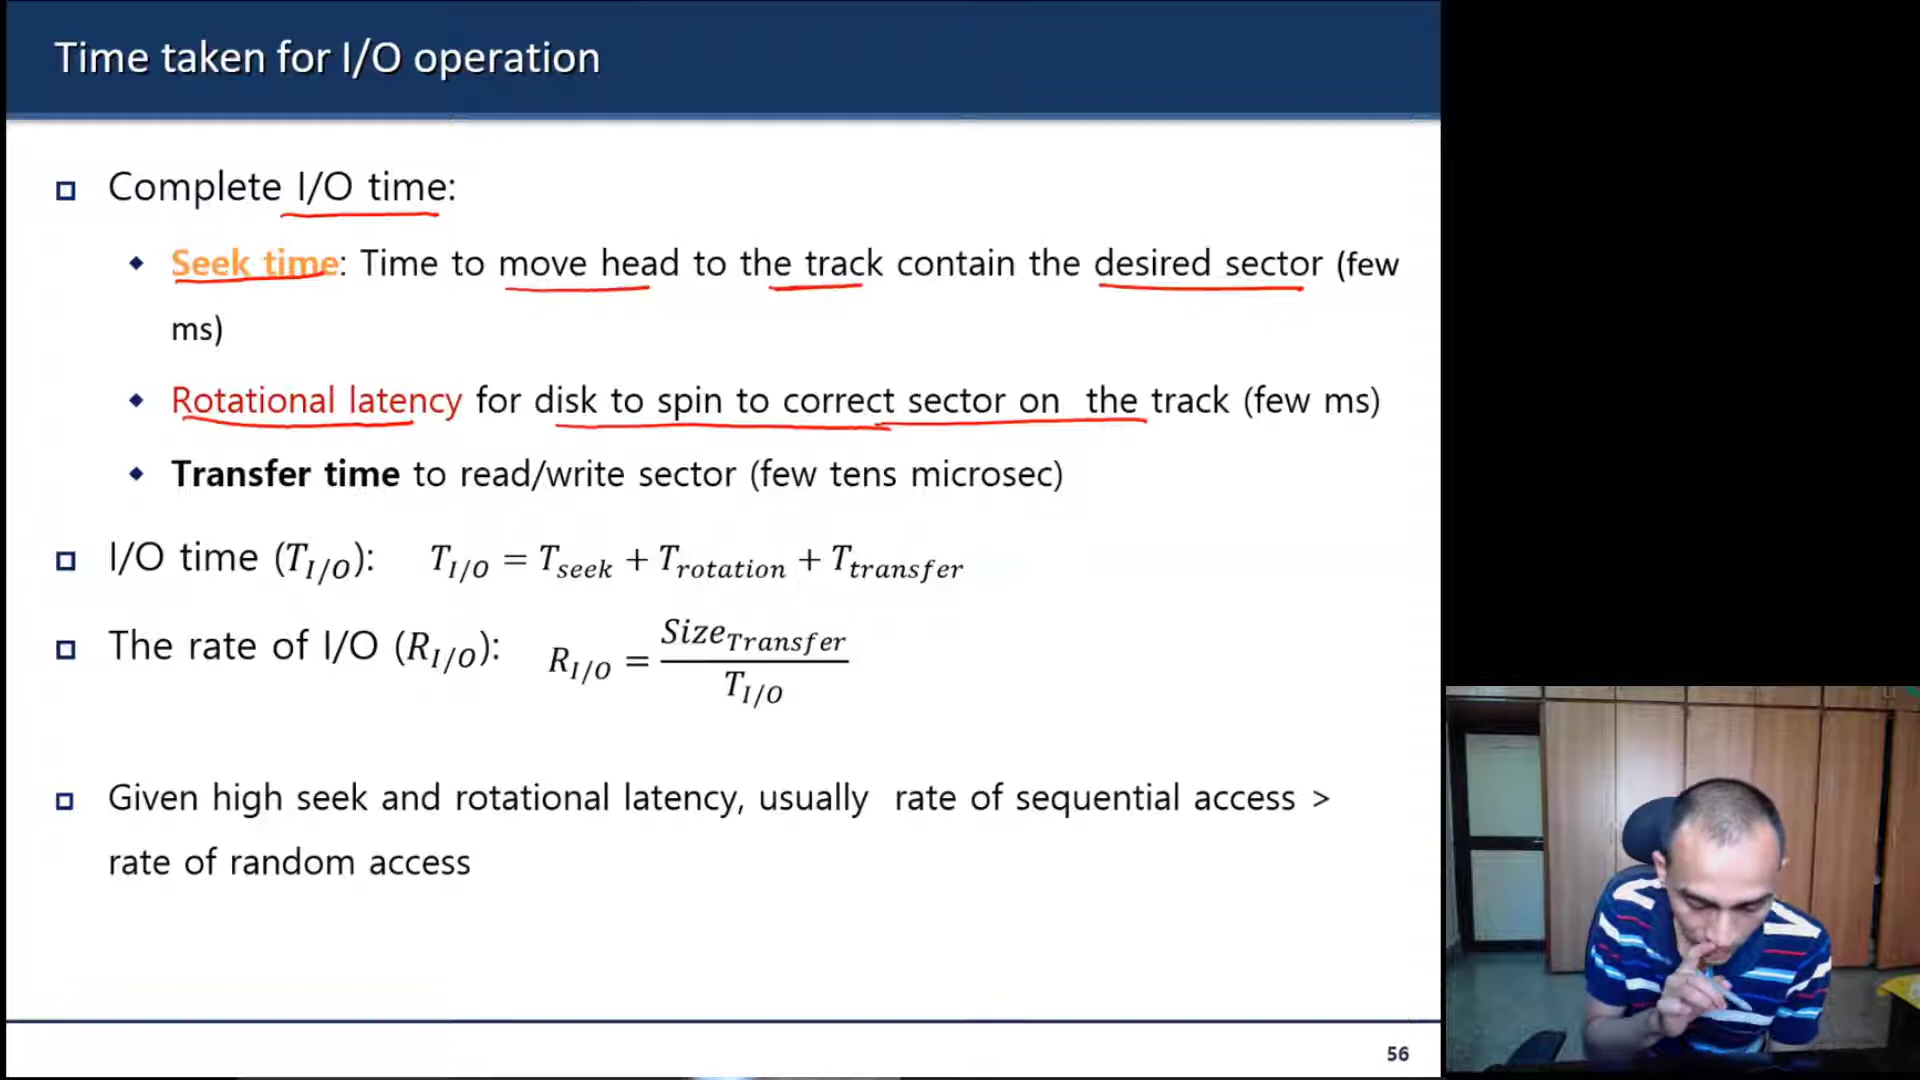 Time taken for I/O operation
Complete I/O time:
Seek time: Time to move head to the track contain the desired sector (few
ms)
Rotational latency for disk to spin to correct sector on the track (few ms)
Transfer time to read/write sector (few tens microsec)
I/O time (T_{I/O}): T_{I/O} = T_{seek} + T_{rotation} + T_{transfer}
The rate of I/O (R_{I/O}): R_{I/O} = \frac{Size_{Transfer}}{T_{I/O}}
Given high seek and rotational latency, usually rate of sequential access >
rate of random access
56